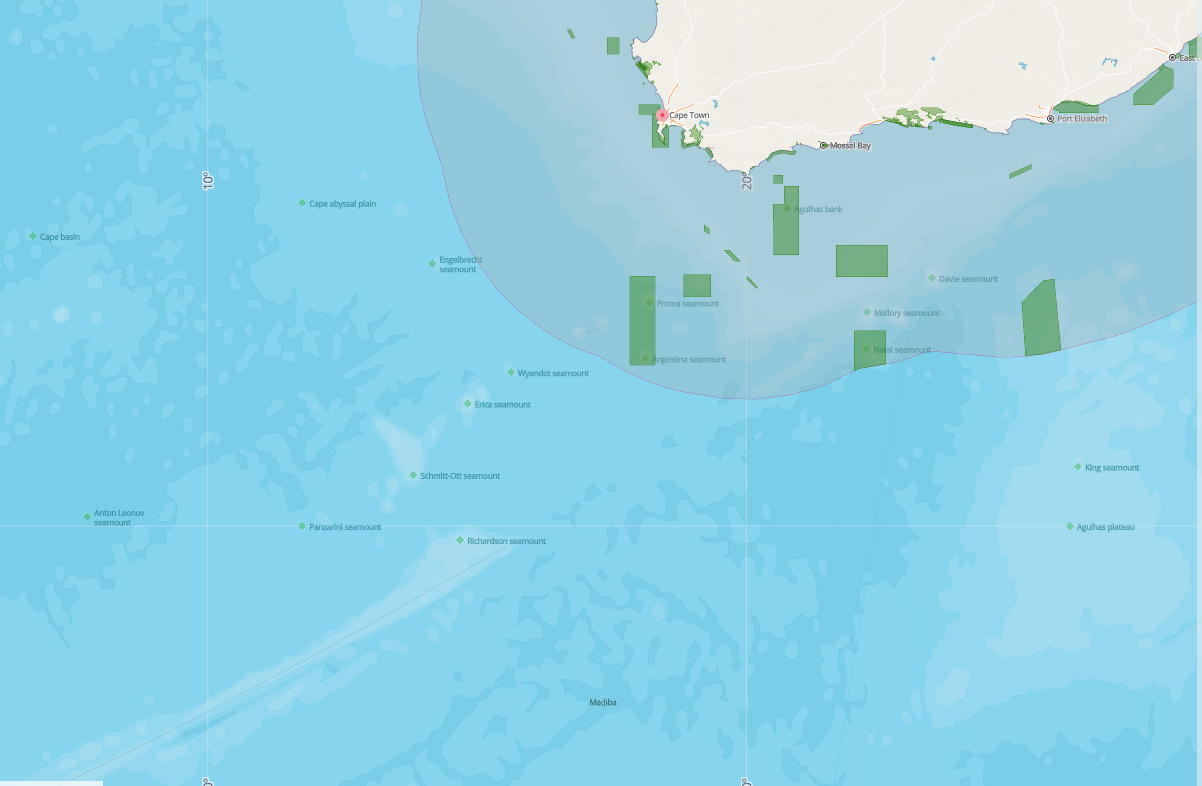 East
Cape Town
Port Elizabeth
Mossel Bay
10°
20°
Cape abyssal plain
Agulhas bank
Cape basin
Engelbrecht
seamount
Davie seamount
Protea seamount
Mallory seamount
Natal seamount
Argentina seamount
Wyandot seamount
Erica seamount
King seamount
Schmitt-Ott seamount
Anton Leonov
seamount
Panzarini seamount
Agulhas plateau
Richardson seamount
Madiba